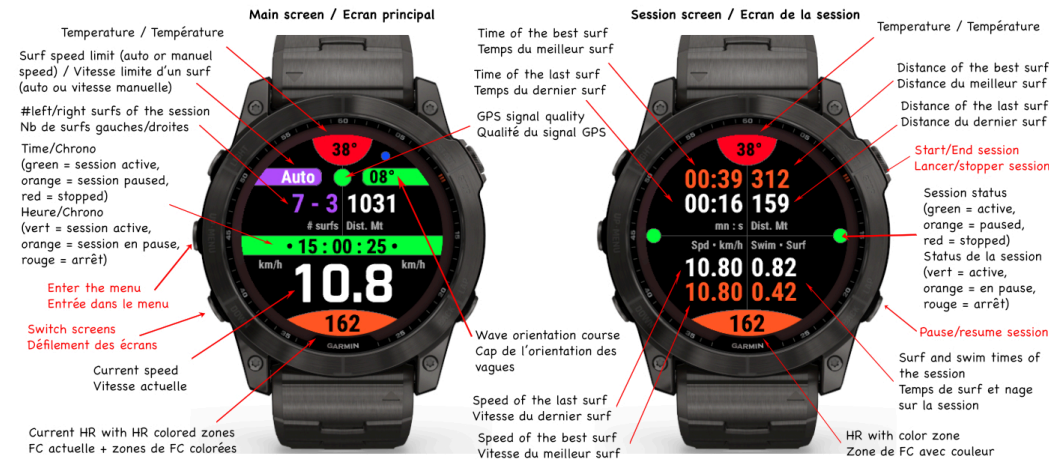 Main screen / Ecran principal
Temperature / Température
Surf speed limit (auto or manuel
speed) / Vitesse limite d'un surf
(auto ou vitesse manuelle)
#left/right surfs of the session
Nb de surfs gauches/droites
Time/Chrono
(green = session active,
orange = session paused,
red = stopped)
Heure/Chrono
(vert = session active,
orange = session en pause,
rouge = arrêt)
Enter the menu
Entrée dans le menu
Switch screens
Défilement des écrans
Current speed
Vitesse actuelle
Current HR with HR colored zones
FC actuelle + zones de FC colorées
38°
Auto
08°
7 - 3
1031
# surfs
Dist. Mt
• 15 : 00 : 25 •
km/h
km/h
10.8
162
GARMIN
Session screen / Ecran de la session
Time of the best surf
Temps du meilleur surf
Time of the last surf
Temps du dernier surf
GPS signal quality
Qualité du signal GPS
Wave orientation course
Cap de l'orientation des
vagues
Speed of the last surf
Vitesse du dernier surf
Speed of the best surf
Vitesse du meilleur surf
38°
00:39 312
00:16 159
mn : s Dist. Mt
Spd • km/h Swim • Surf
10.80 0.82
10.80 0.42
162
GARMIN
Temperature / Température
Distance of the best surf
Distance du meilleur surf
Distance of the last surf
Distance du dernier surf
Start/End session
Lancer/stopper session
Session status
(green = active,
orange = paused,
red = stopped)
Status de la session
(vert = active,
orange = en pause,
rouge = arrêt)
Pause/resume session
Surf and swim times of
the session
Temps de surf et nage
sur la session
HR with color zone
Zone de FC avec couleur